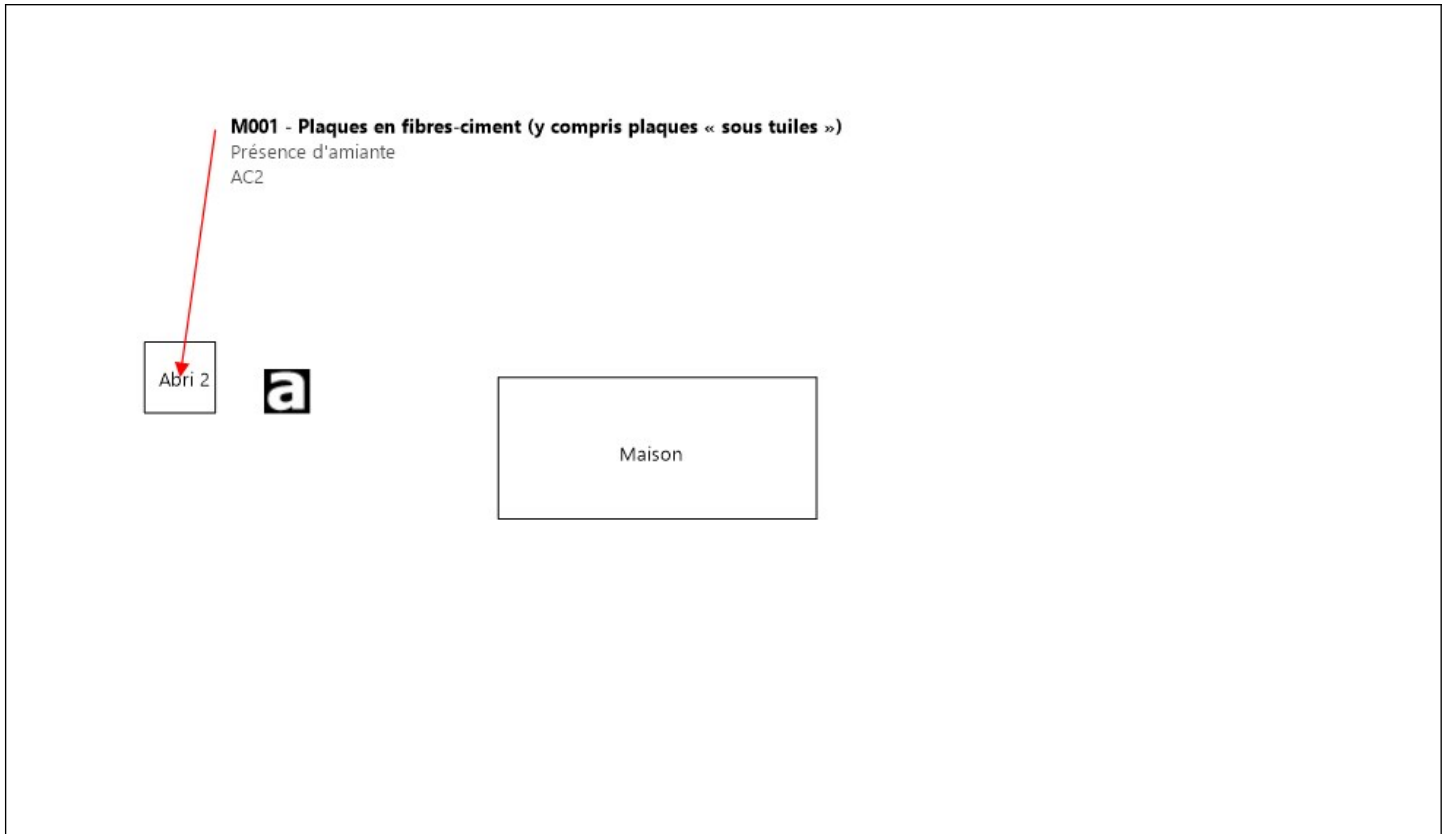 M001 - Plaques en fibres-ciment (y compris plaques « sous tuiles »)
Présence d'amiante
AC2
Abri 2
a
Maison